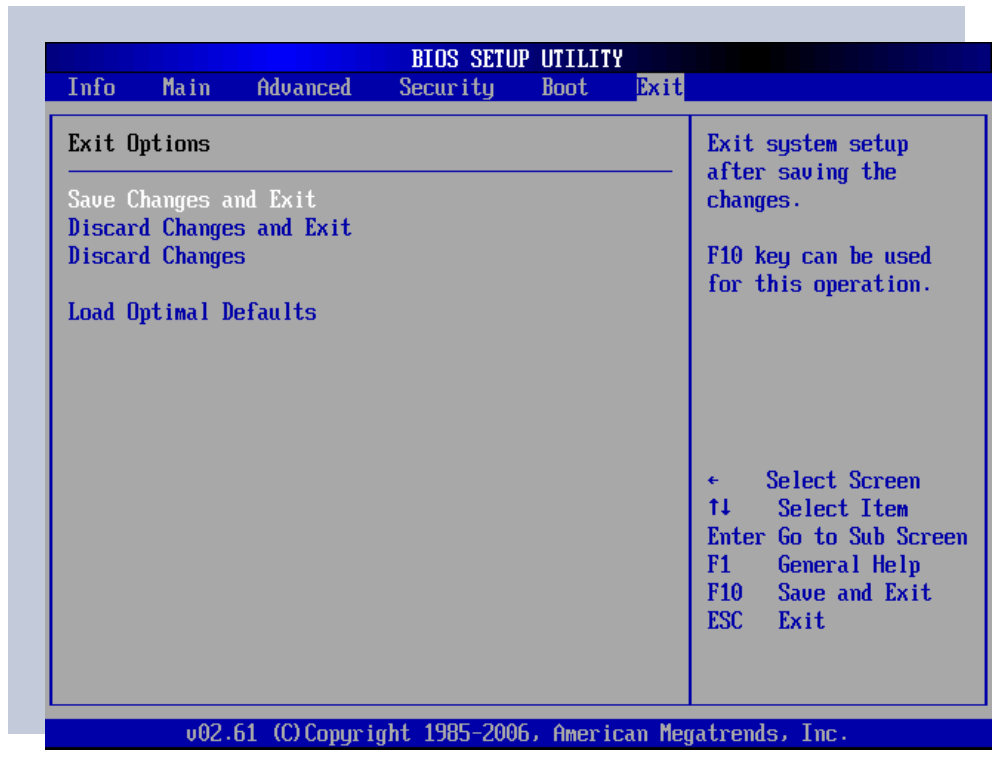 BIOS SETUP UTILITY
Info Main Advanced Security Boot Exit
Exit Options
Save Changes and Exit
Discard Changes and Exit
Discard Changes
Load Optimal Defaults
Exit system setup
after saving the
changes.
F10 key can be used
for this operation.
← Select Screen
↑↓ Select Item
Enter Go to Sub Screen
F1 General Help
F10 Save and Exit
ESC Exit
v02.61 (C)Copyright 1985-2006, American Megatrends, Inc.